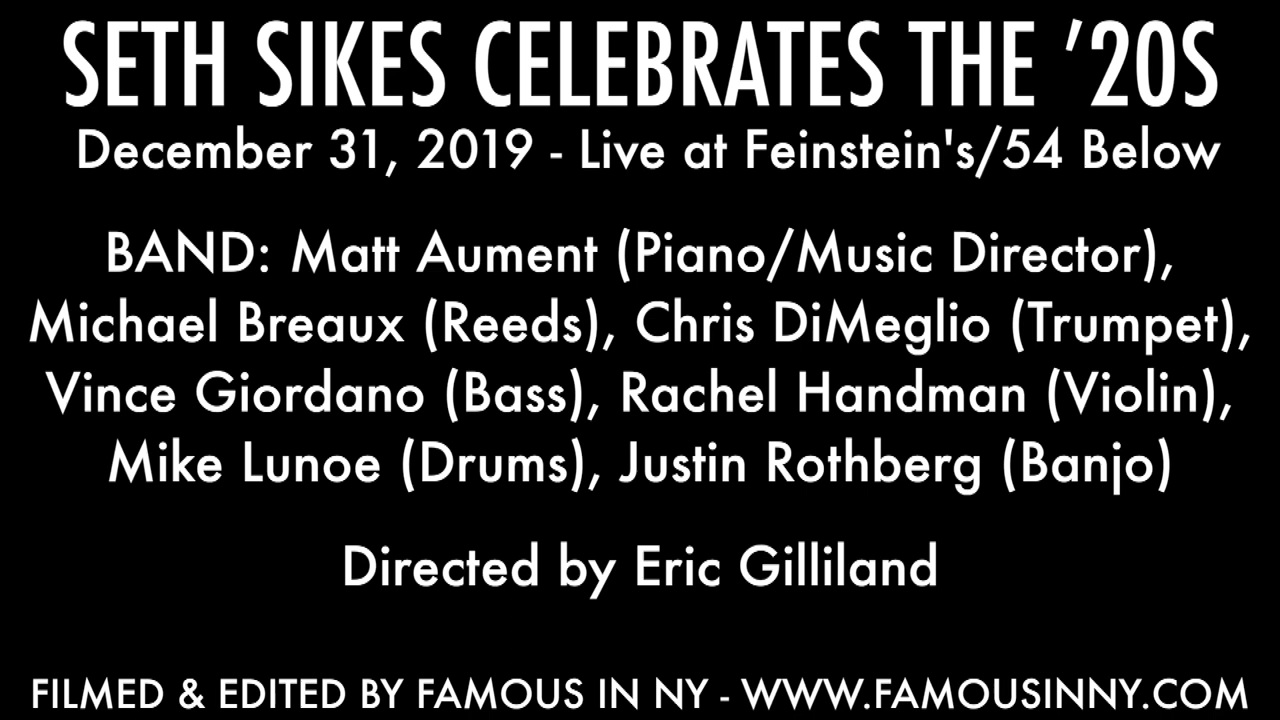 SETH SIKES CELEBRATES THE ’20S
December 31, 2019 - Live at Feinstein's/54 Below
BAND: Matt Aument (Piano/Music Director),
Michael Breaux (Reeds), Chris DiMeglio (Trumpet),
Vince Giordano (Bass), Rachel Handman (Violin),
Mike Lunoe (Drums), Justin Rothberg (Banjo)
Directed by Eric Gilliland
FILMED & EDITED BY FAMOUS IN NY - WWW.FAMOUSINNY.COM